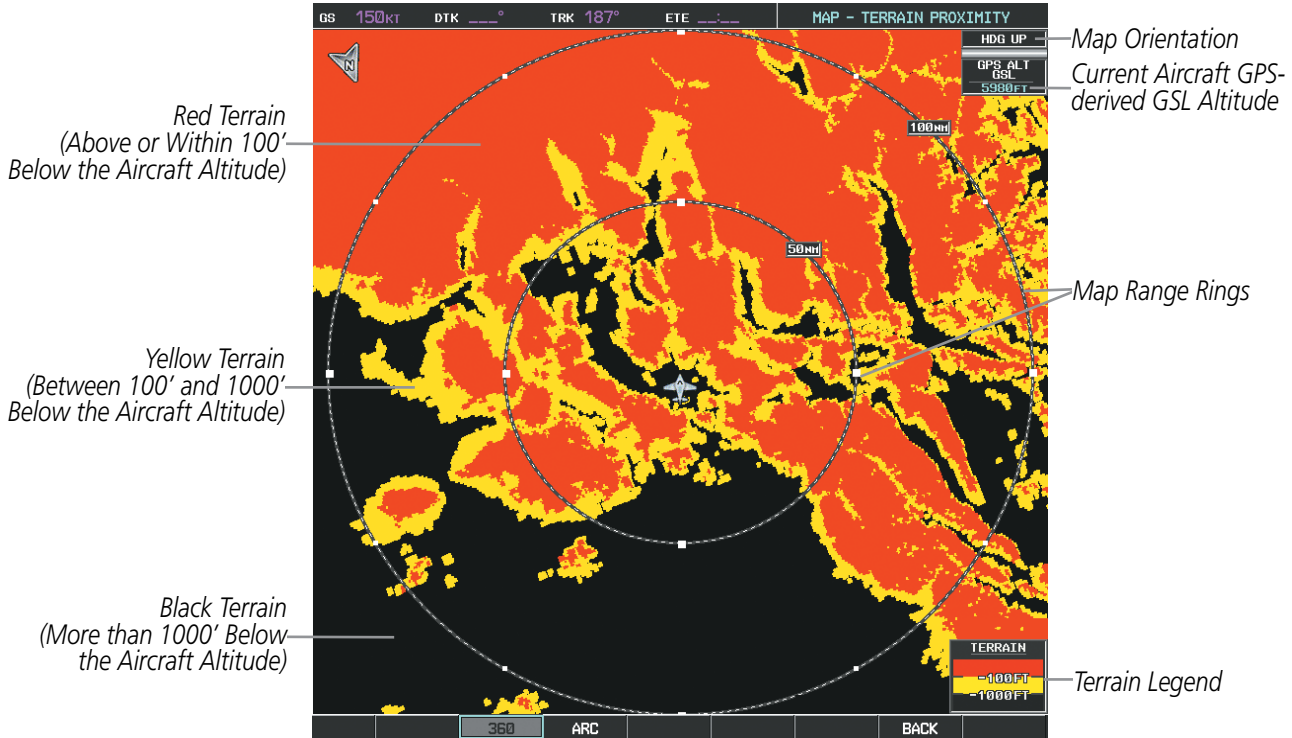 GS 150KT DTK ___° TRK 187° ETE __:__ MAP – TERRAIN PROXIMITY
HDG UP
Map Orientation
N
GPS ALT
GSL
5980FT
Current Aircraft GPS-
derived GSL Altitude
Red Terrain
(Above or Within 100’
Below the Aircraft Altitude)
100NM
50NM
Map Range Rings
Yellow Terrain
(Between 100’ and 1000’
Below the Aircraft Altitude)
Black Terrain
(More than 1000’ Below
the Aircraft Altitude)
TERRAIN
-100FT
-1000FT
Terrain Legend
360 ARC BACK